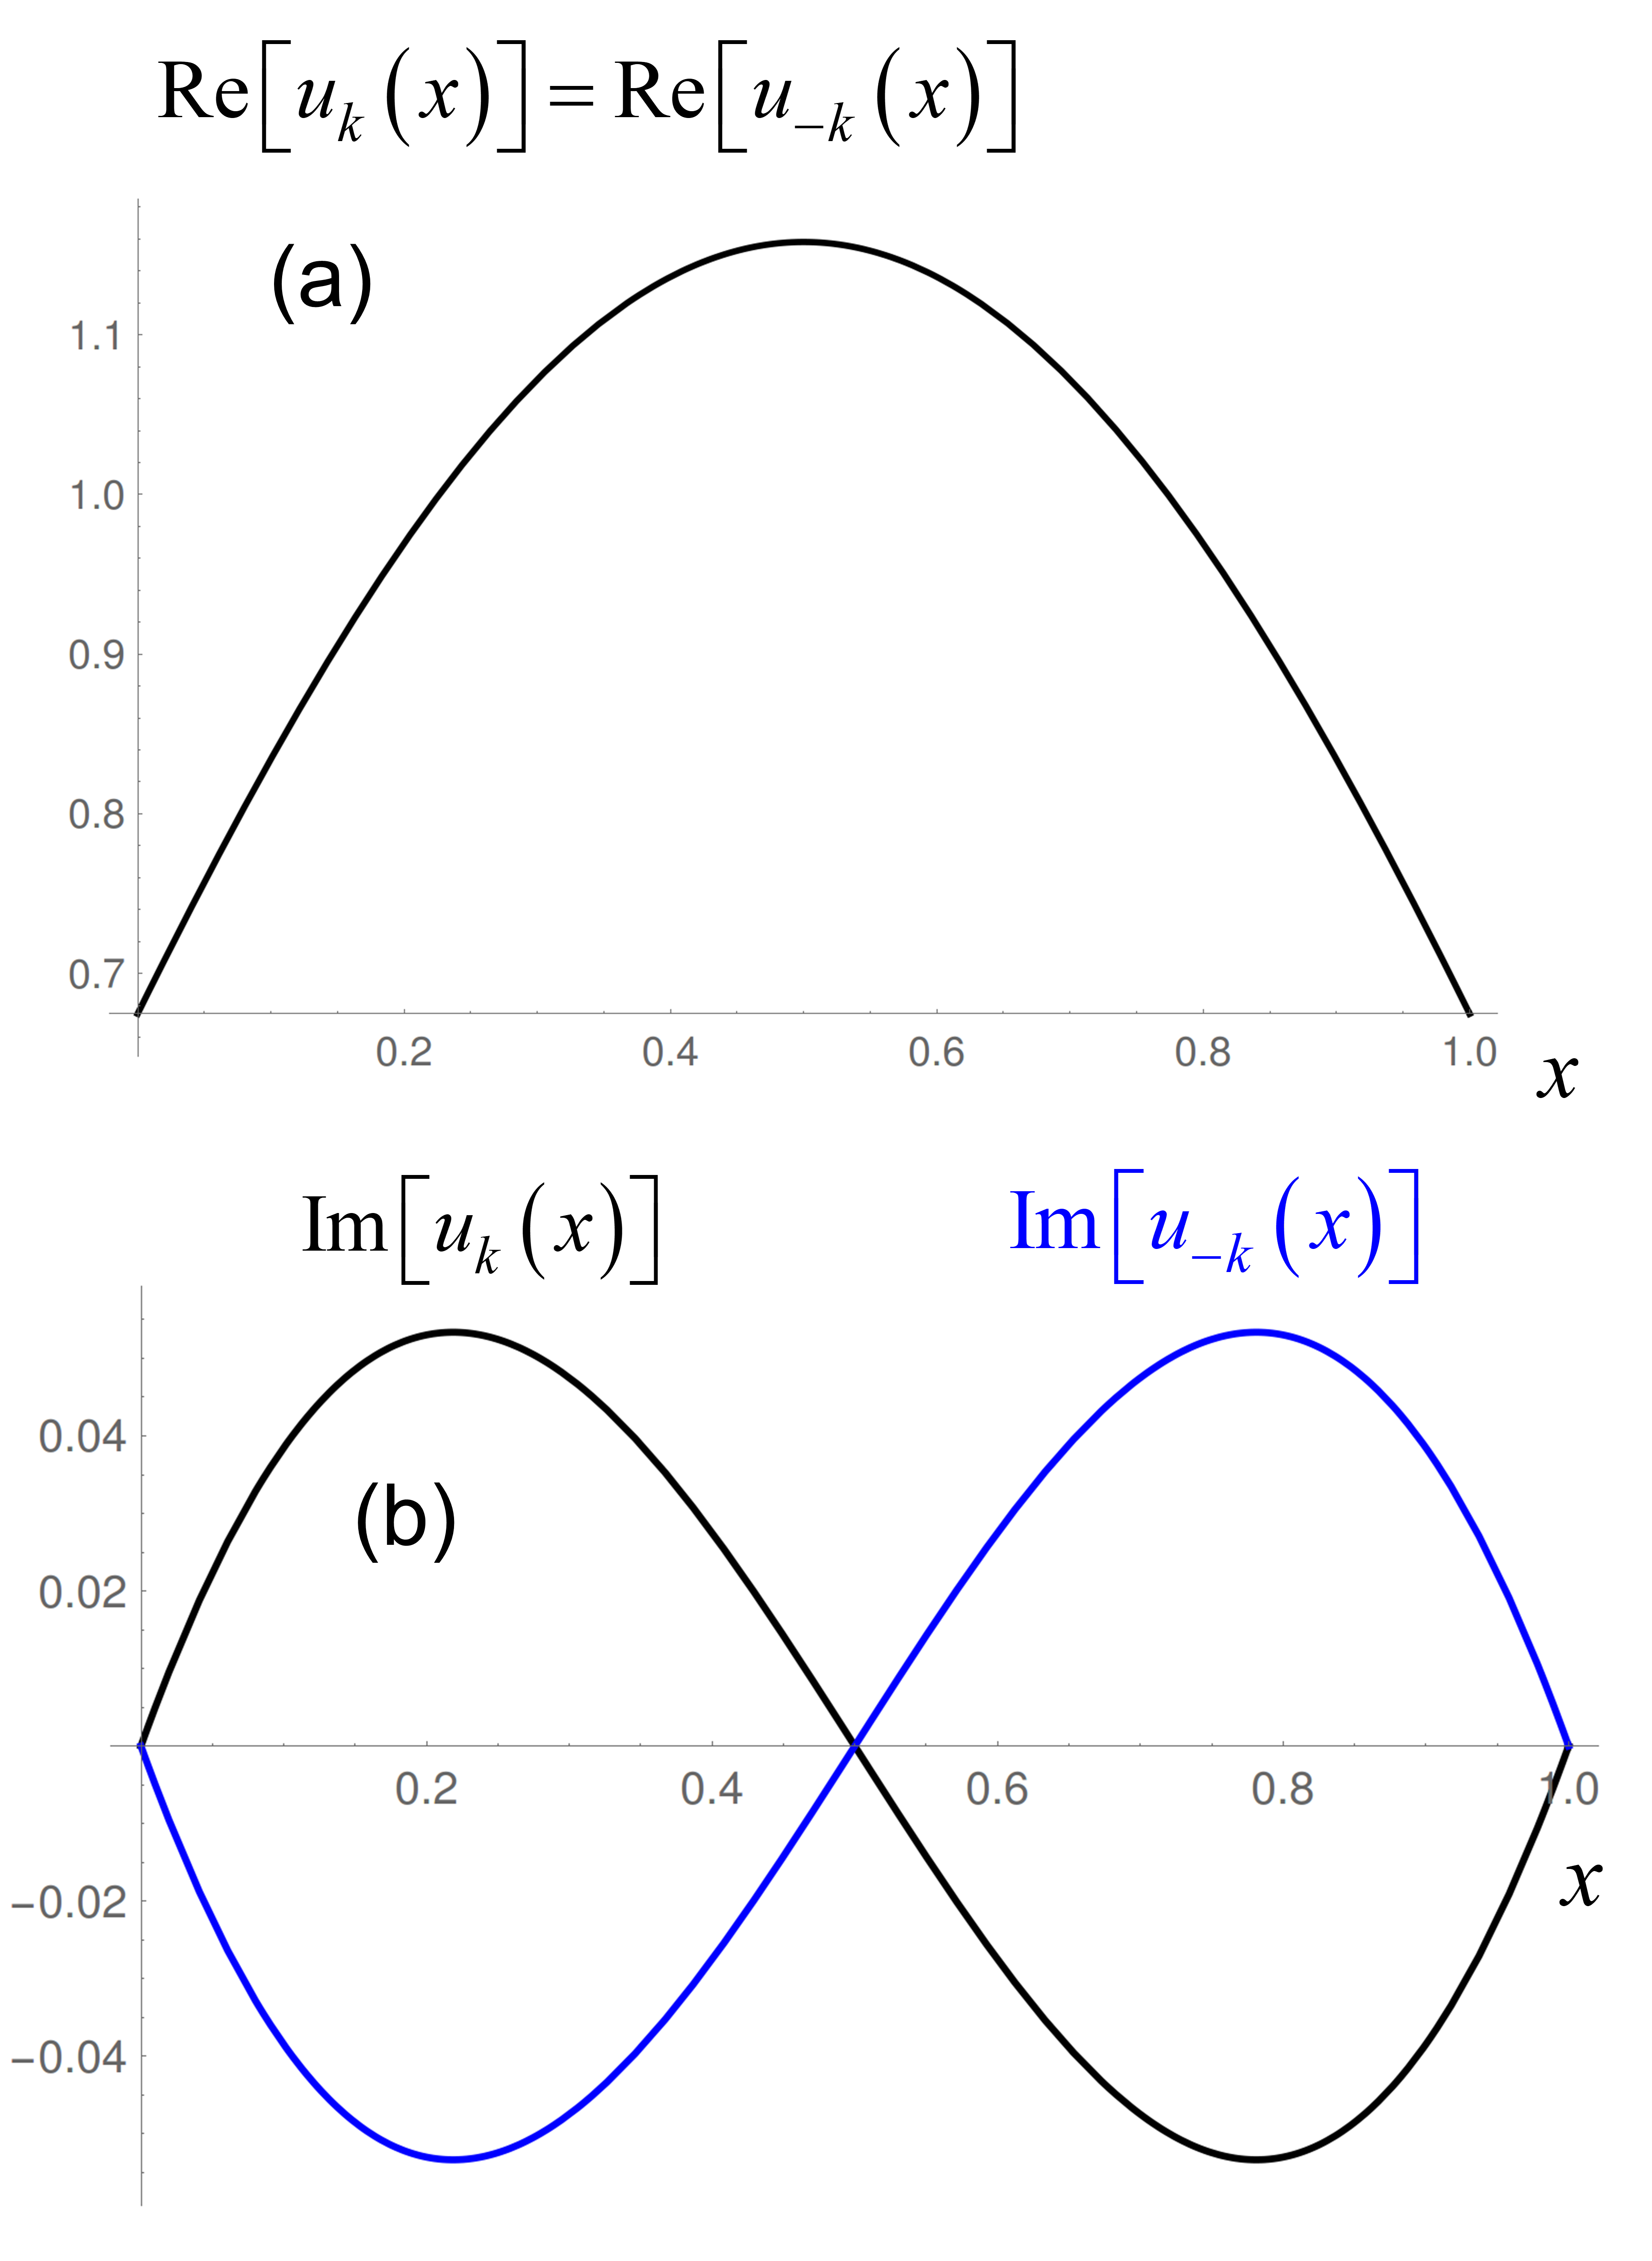 Re[u_k(x)] = Re[u_{-k}(x)]
(a)
1.1
1.0
0.9
0.8
0.7
0.2 0.4 0.6 0.8 1.0
x
Im[u_k(x)] Im[u_{-k}(x)]
0.04
(b)
0.02
0.2 0.4 0.6 0.8 1.0
x
−0.02
−0.04